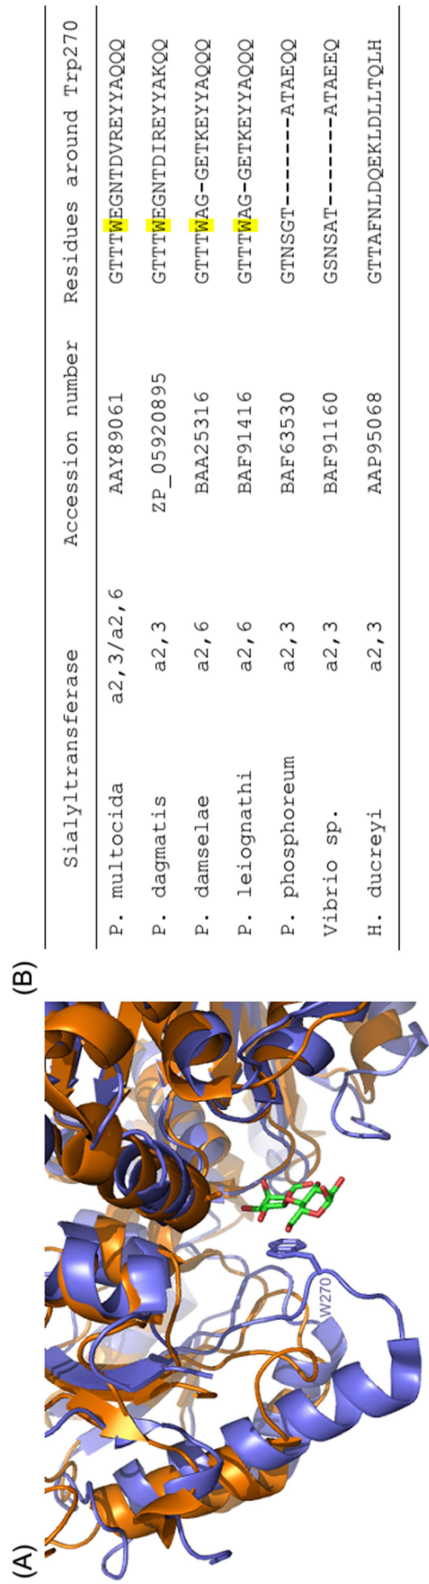 (A)
W270
(B)
Sialyltransferase Accession number Residues around Trp270
P. multocida a2,3/a2,6 AAY89061 GTTTWEGNTDVREYYAQQQ
P. dagmatis a2,3 ZP_05920895 GTTTWEGNTDIREYYAKQQ
P. damselae a2,6 BAA25316 GTTTWAG-GETKEYYAQQQ
P. leiognathi a2,6 BAF91416 GTTTWAG-GETKEYYAQQQ
P. phosphoreum a2,3 BAF63530 GTNSGT-------ATAEQQ
Vibrio sp. a2,3 BAF91160 GSNSAT-------ATAEEQ
H. ducreyi a2,3 AAP95068 GTTAFNLDQEKLDLLTQLH